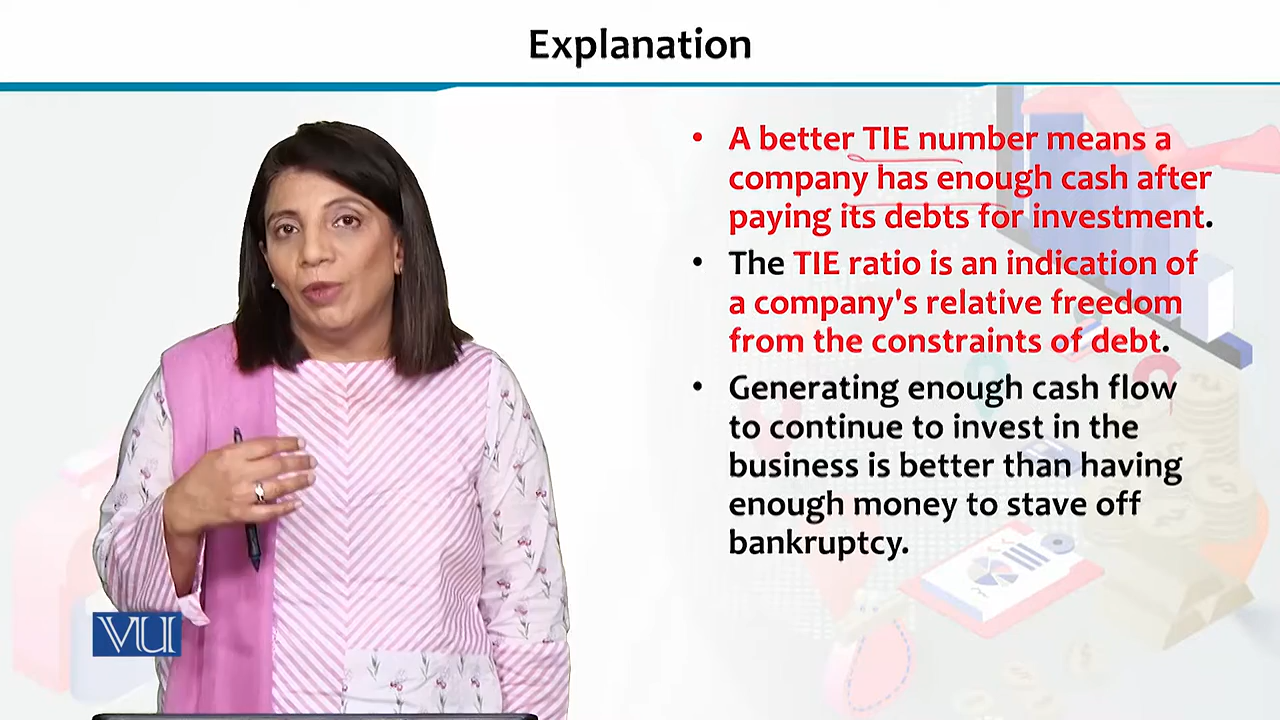 Explanation
• A better TIE number means a
company has enough cash after
paying its debts for investment.
• The TIE ratio is an indication of
a company's relative freedom
from the constraints of debt.
• Generating enough cash flow
to continue to invest in the
business is better than having
enough money to stave off
bankruptcy.
VU